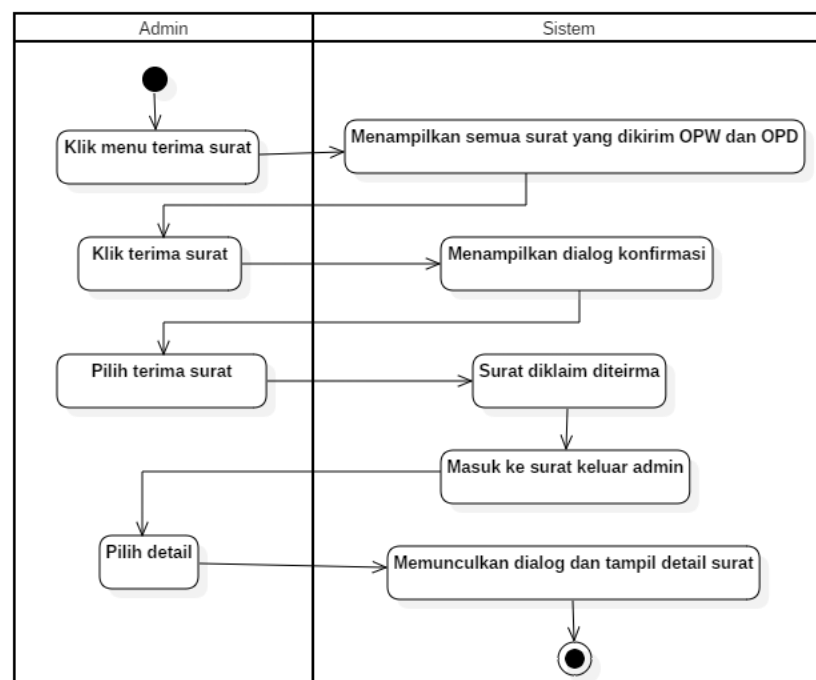 Admin
Sistem
Klik menu terima surat
Menampilkan semua surat yang dikirim OPW dan OPD
Klik terima surat
Menampilkan dialog konfirmasi
Pilih terima surat
Surat diklaim diteirma
Masuk ke surat keluar admin
Pilih detail
Memunculkan dialog dan tampil detail surat